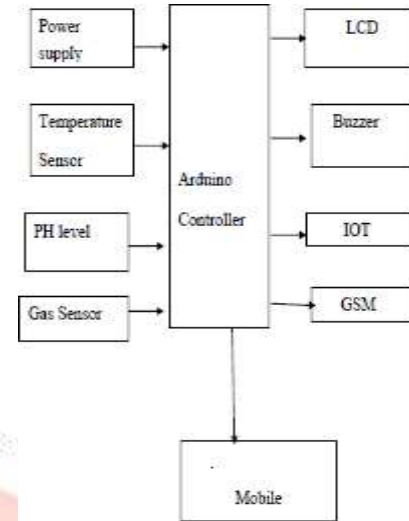 Power
supply
Temperature
Sensor
PH level
Gas Sensor
Arduino
Controller
LCD
Buzzer
IOT
GSM
Mobile